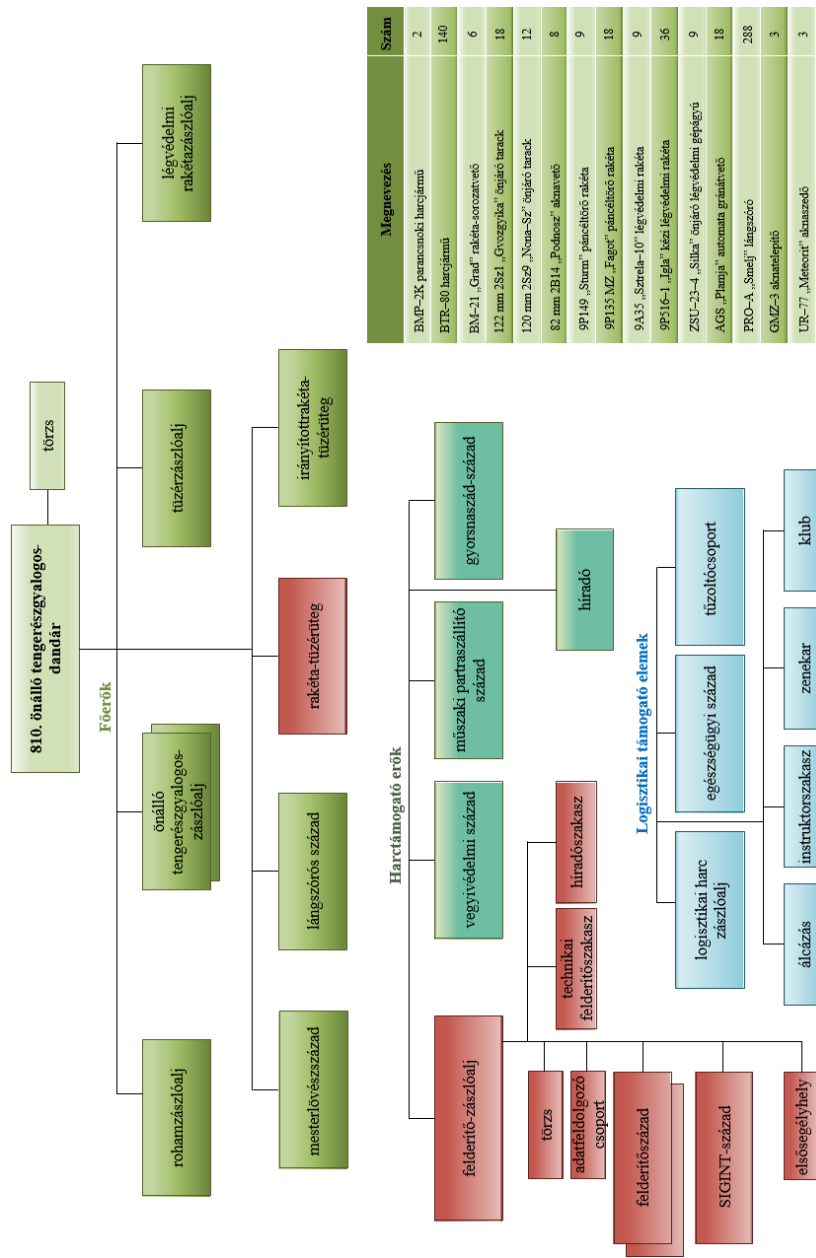 810. önálló tengerészgyalogos-
dandár
törzs
Főerők
rohamzászlóalj
önálló
tengerészgyalogos-
zászlóalj
tüzérzászlóalj
légvédelmi
rakétazászlóalj
mesterlövészszázad
lángszórós század
rakéta-tüzérüteg
irányítottrakéta-
tüzérüteg
Harctámogató erők
felderítő-zászlóalj
vegyivédelmi század
műszaki partraszállító
század
gyorsnaszád-század
híradó
törzs
adatfeldolgozó
csoport
felderítőszázad
SIGINT-század
elsősegélyhely
technikai
felderítőszakasz
híradószakasz
Logisztikai támogató elemek
logisztikai harc
zászlóalj
egészségügyi század
tűzoltócsoport
álcázás
instruktorszakasz
zenekar
klub
Megnevezés Szám
BMP–2K parancsnoki harcjármű 2
BTR–80 harcjármű 140
BM–21 „Grad” rakéta-sorozatvető 6
122 mm 2Sz1 „Gvozgyika” önjáró tarack 18
120 mm 2Sz9 „Nona–Sz” önjáró tarack 12
82 mm 2B14 „Podnosz” aknavető 8
9P149 „Sturm” páncéltörő rakéta 9
9P135 MZ „Fagot” páncéltörő rakéta 18
9A35 „Sztrela–10” légvédelmi rakéta 9
9P516–1 „Igla” kézi légvédelmi rakéta 36
ZSU–23–4 „Silka” önjáró légvédelmi gépágyú 9
AGS „Plamja” automata gránátvető 18
PRO–A „Smelj” lángszóró 288
GMZ–3 aknatelepítő 3
UR–77 „Meteorit” aknaszedő 3